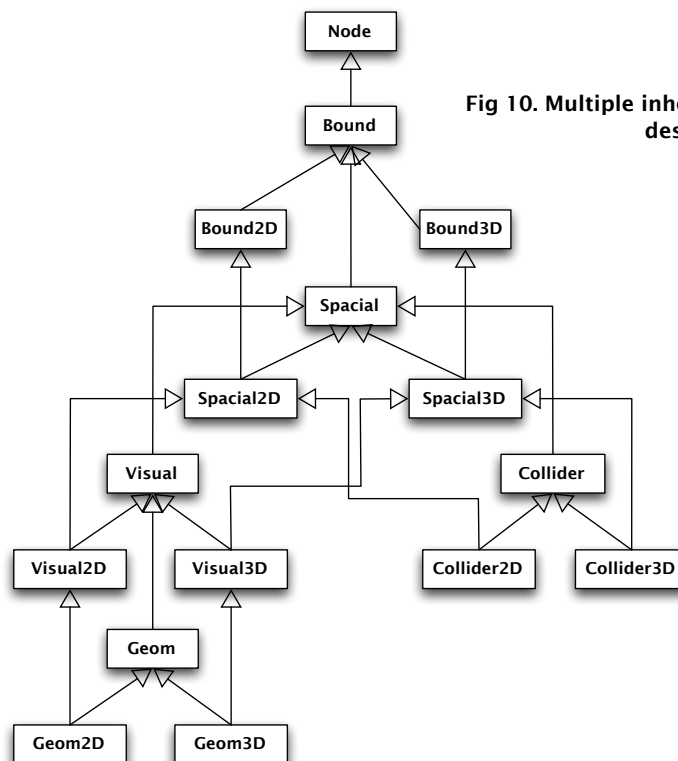 Node
Fig 10. Multiple
des
Bound
Bound2D
Bound3D
Spacial
Spacial2D
Spacial3D
Visual
Collider
Visual2D
Visual3D
Collider2D
Collider3D
Geom
Geom2D
Geom3D